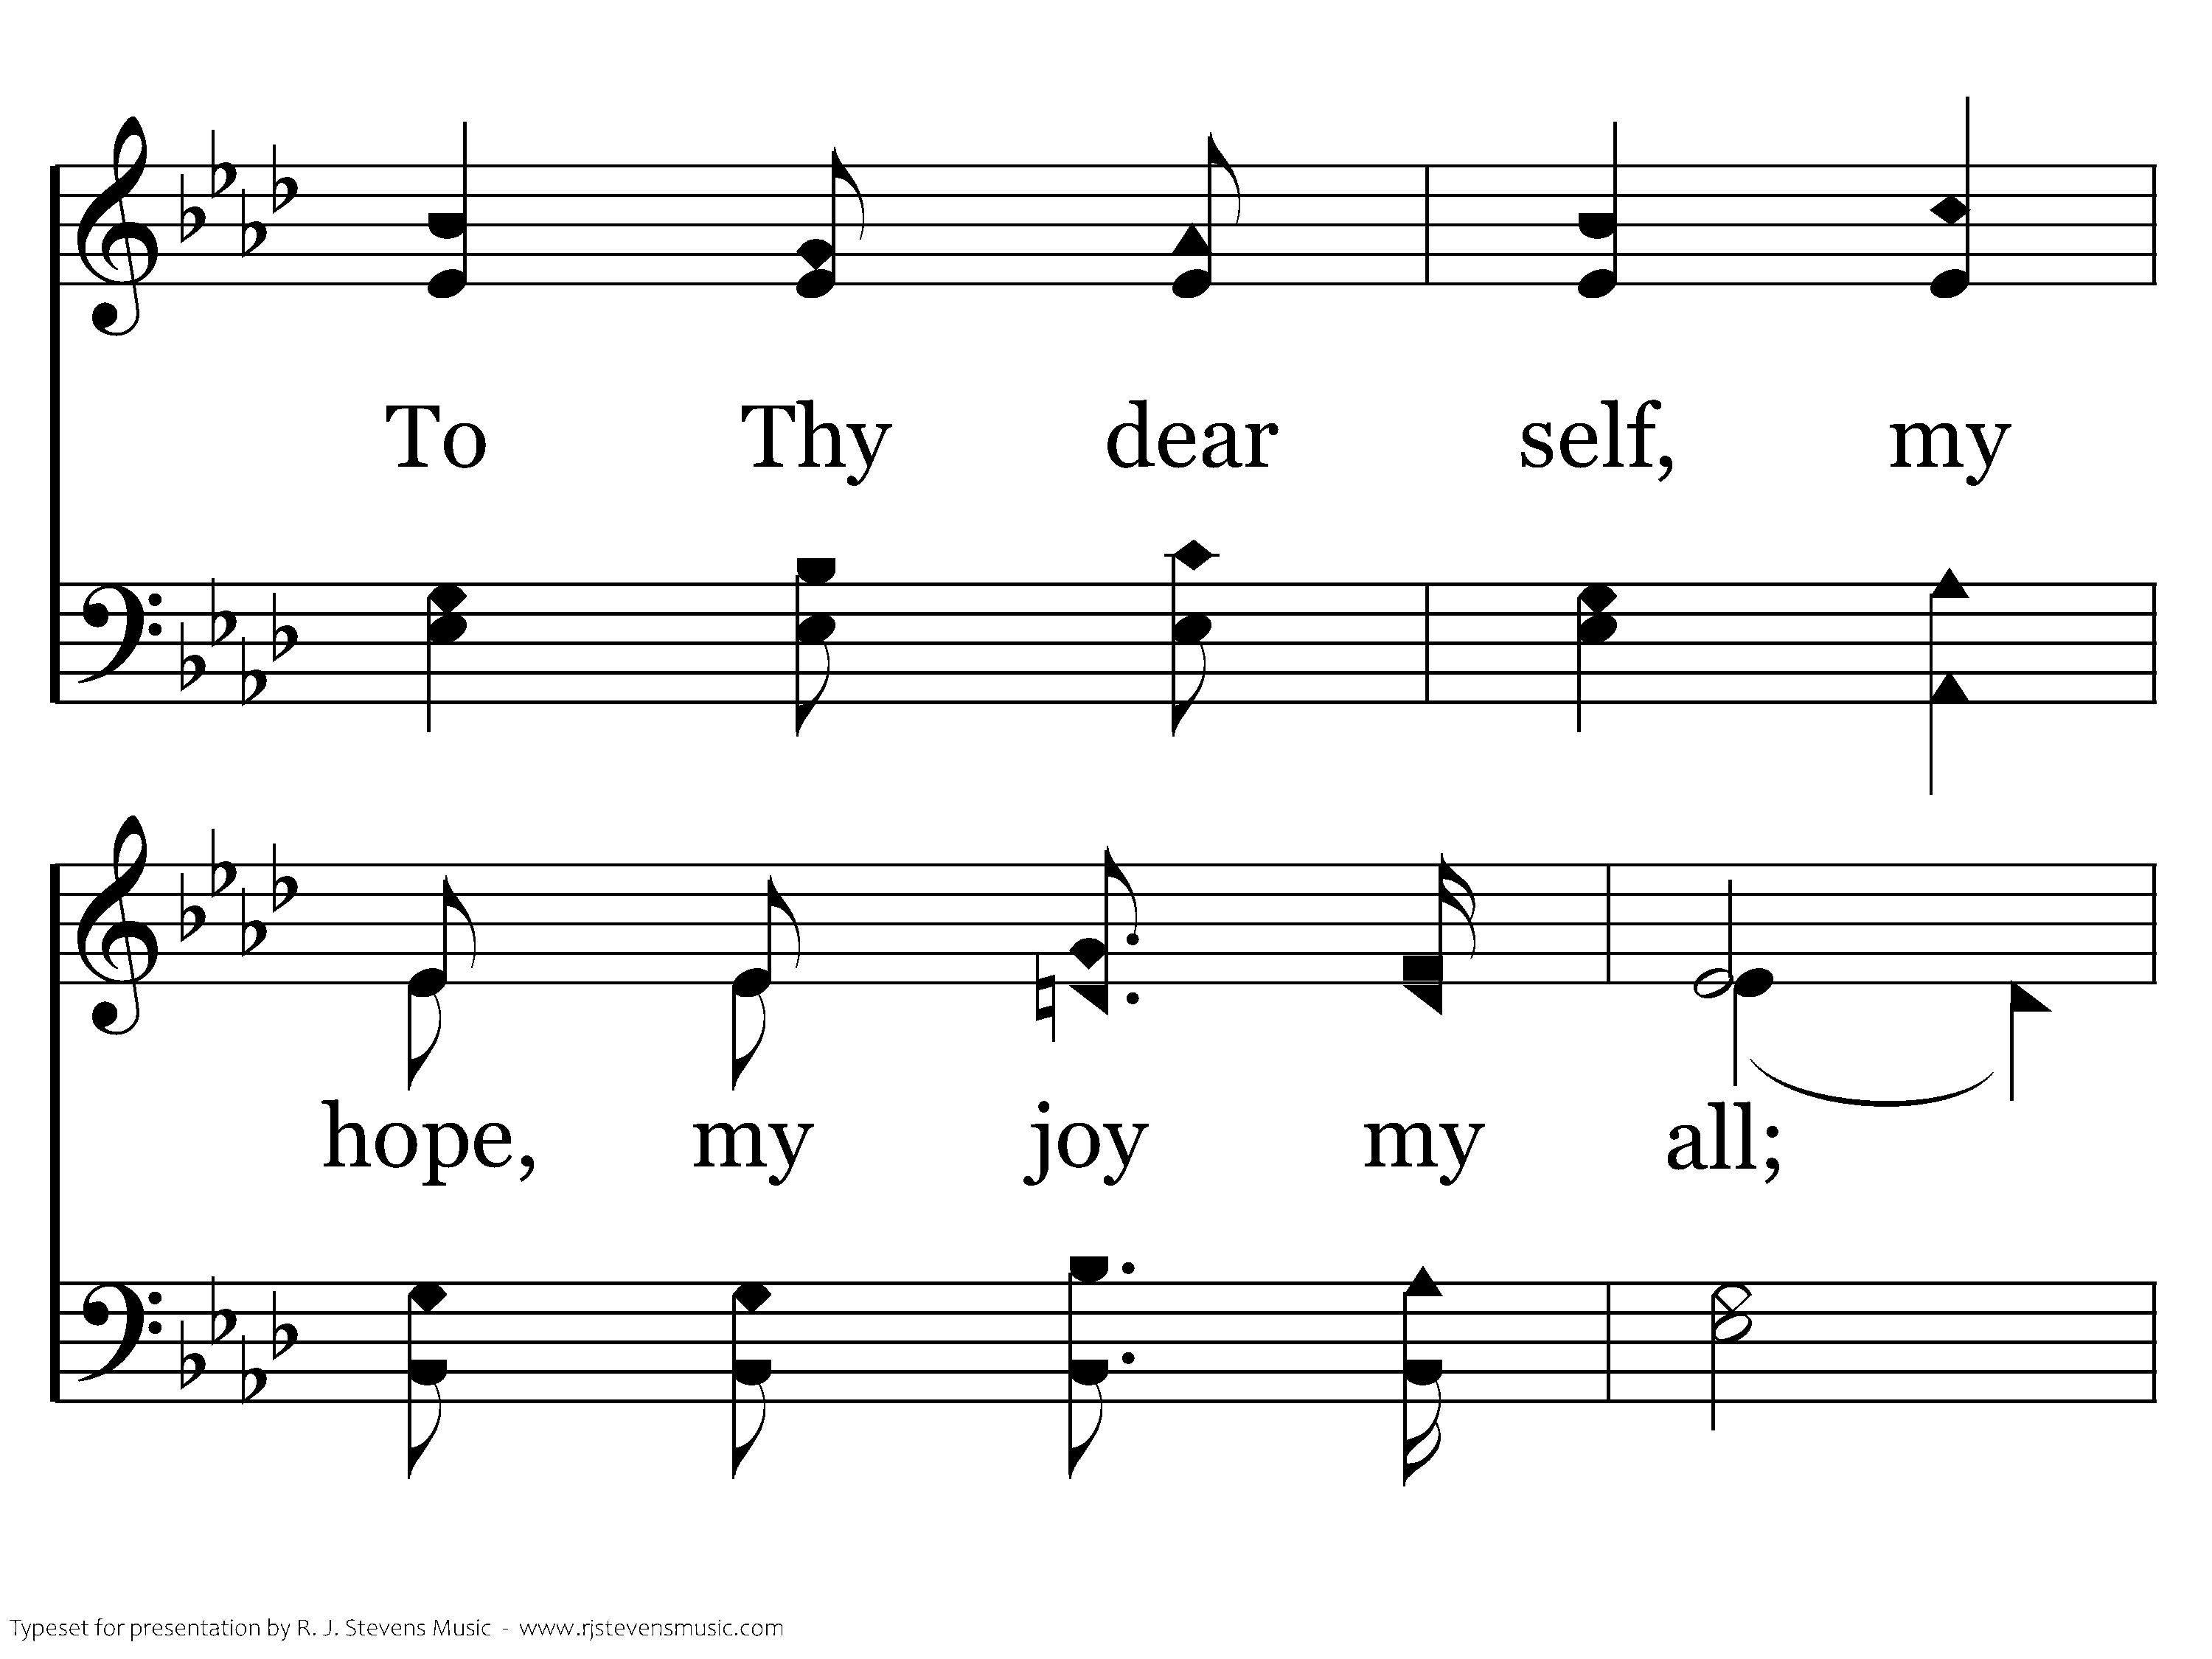 To Thy dear self, my
hope, my joy my all;
Typeset for presentation by R. J. Stevens Music - www.rjstevensmusic.com